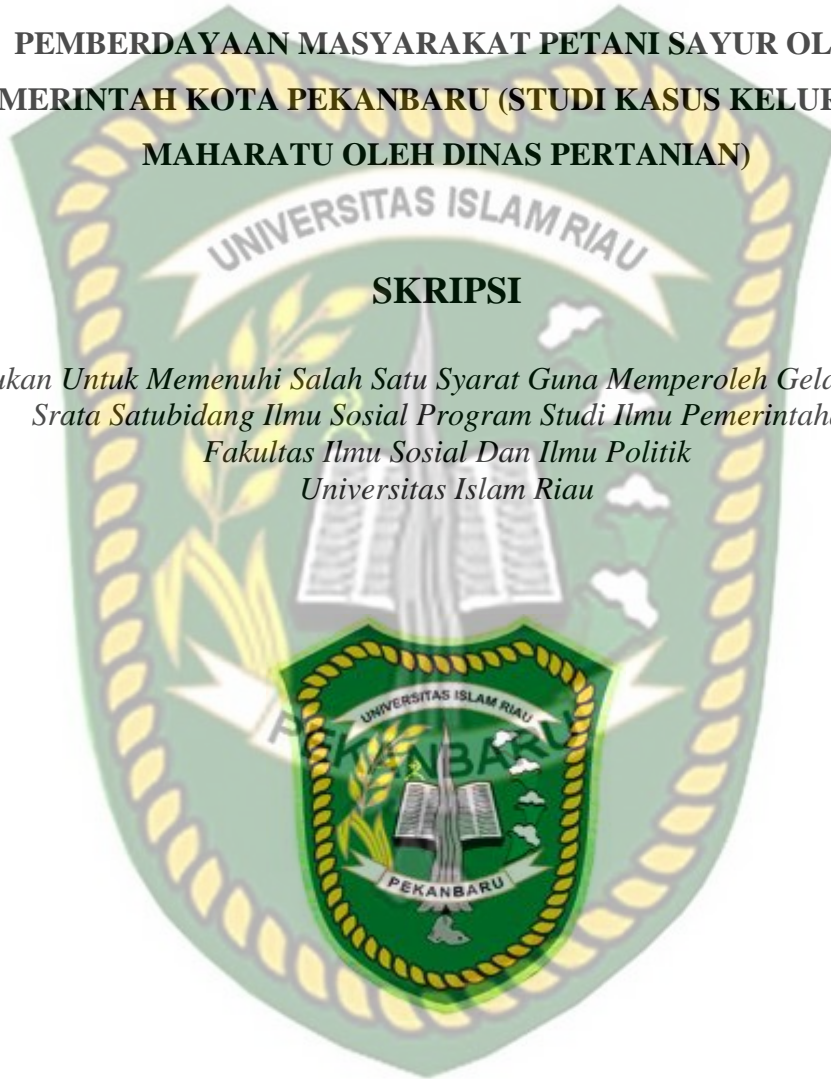 PEMBERDAYAAN MASYARAKAT PETANI SAYUR OL
MERINTAH KOTA PEKANBARU (STUDI KASUS KELUR
MAHARATU OLEH DINAS PERTANIAN)
UNIVERSITAS ISLAM RIAU
SKRIPSI
ukan Untuk Memenuhi Salah Satu Syarat Guna Memperoleh Gela
Srata Satubidang Ilmu Sosial Program Studi Ilmu Pemerintaha
Fakultas Ilmu Sosial Dan Ilmu Politik
Universitas Islam Riau
UNIVERSITAS ISLAM RIAU
PEKANBARU
PEKANBARU